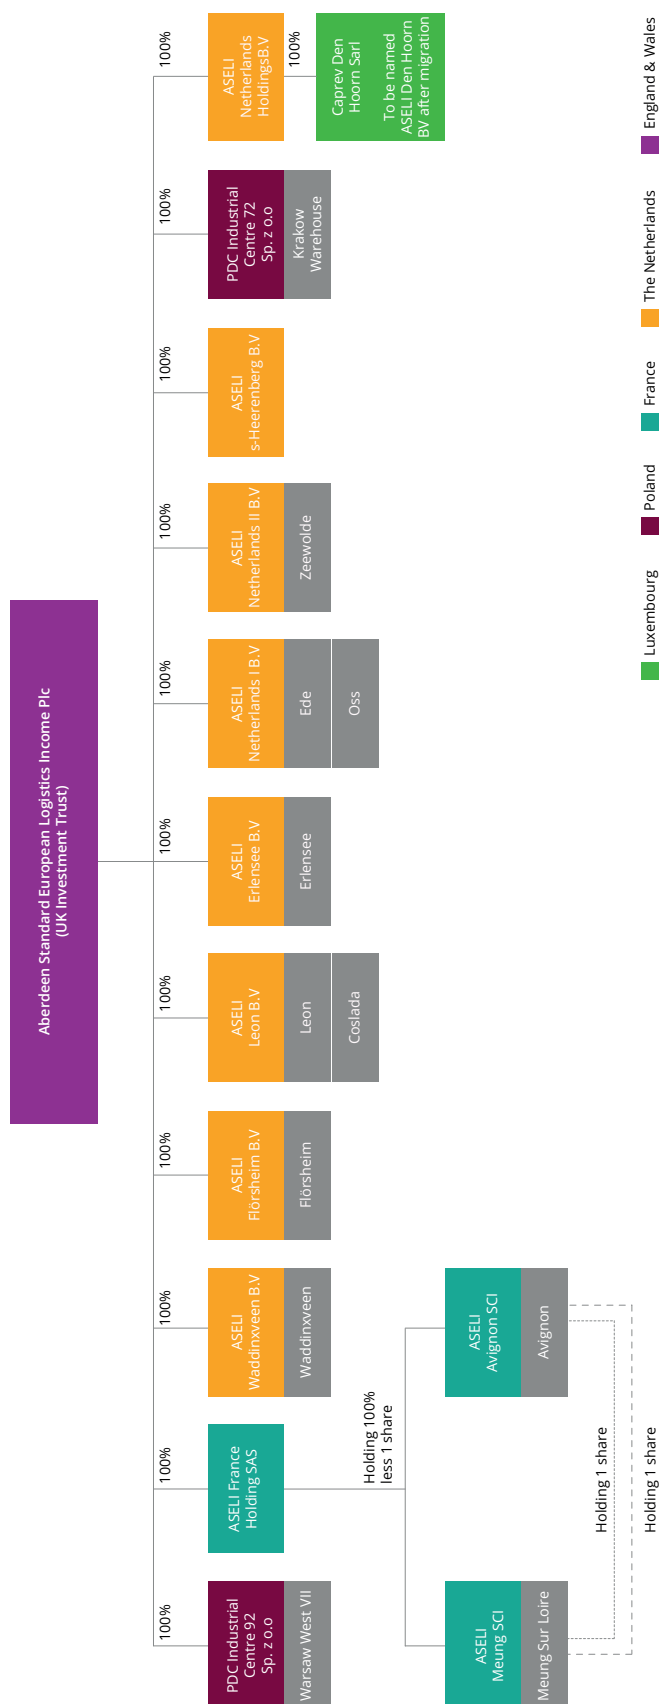 Aberdeen Standard European Logistics Income Plc
(UK Investment Trust)
100%
100%
100%
100%
100%
100%
100%
100%
100%
100%
100%
PDC Industrial
Centre 92
Sp. z o.o
Warsaw West VII
ASELI France
Holding SAS
ASELI
Waddinxveen B.V
Waddinxveen
ASELI
Flörsheim B.V
Flörsheim
ASELI
Leon B.V
Leon
Coslada
ASELI
Erlensee B.V
Erlensee
ASELI
Netherlands I B.V
Ede
Oss
ASELI
Netherlands II B.V
Zeewolde
ASELI
s-Heerenberg B.V
PDC Industrial
Centre 72
Sp. z o.o
Krakow
Warehouse
ASELI
Netherlands
HoldingsB.V
100%
Caprev Den
Hoorn Sarl
To be named
ASELI Den Hoorn
BV after migration
Holding 100%
less 1 share
ASELI
Meung SCI
Meung Sur Loire
ASELI
Avignon SCI
Avignon
Holding 1 share
Holding 1 share
Luxembourg
Poland
France
The Netherlands
England & Wales